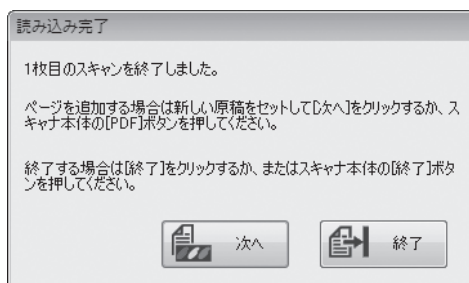 読み込み完了
1枚目のスキャンを終了しました。
ページを追加する場合は新しい原稿をセットして[次へ]をクリックするか、ス
キャナ本体の[PDF]ボタンを押してください。
終了する場合は[終了]をクリックするか、またはスキャナ本体の[終了]ボタ
ンを押してください。
次へ
終了